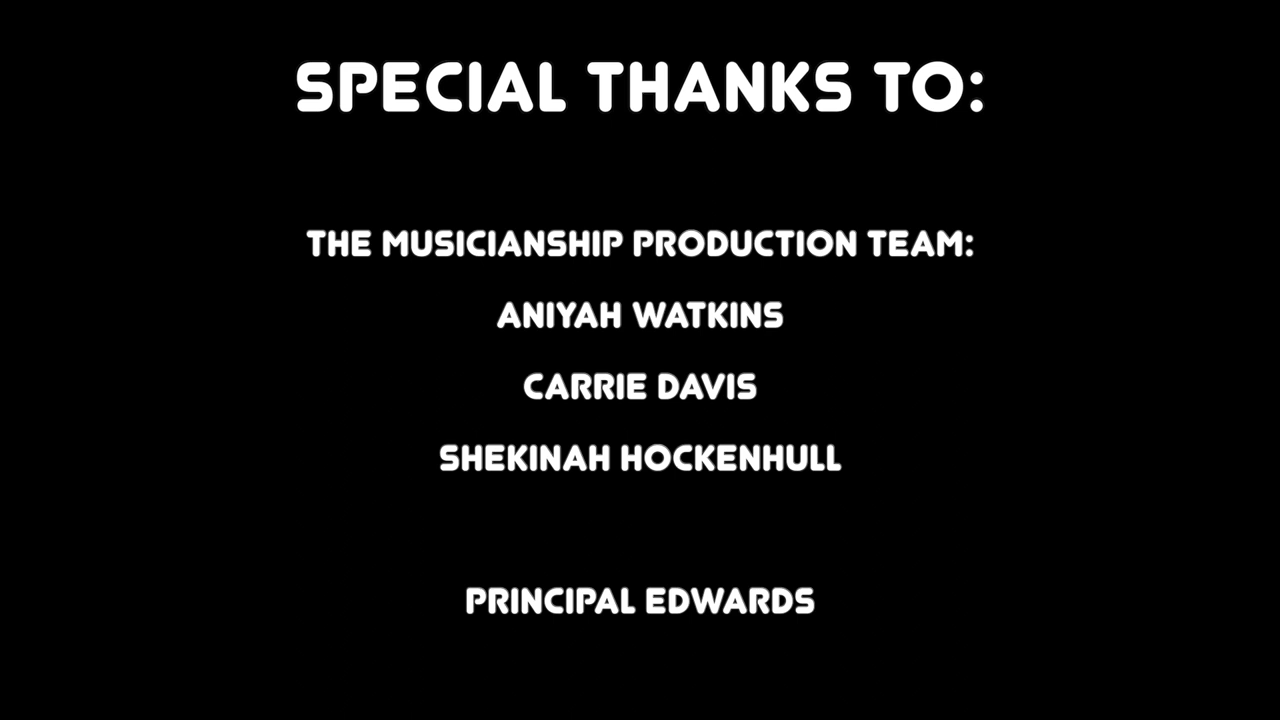 SPECIAL THANKS TO:
THE MUSICIANSHIP PRODUCTION TEAM:
ANIYAH WATKINS
CARRIE DAVIS
SHEKINAH HOCKENHULL
PRINCIPAL EDWARDS